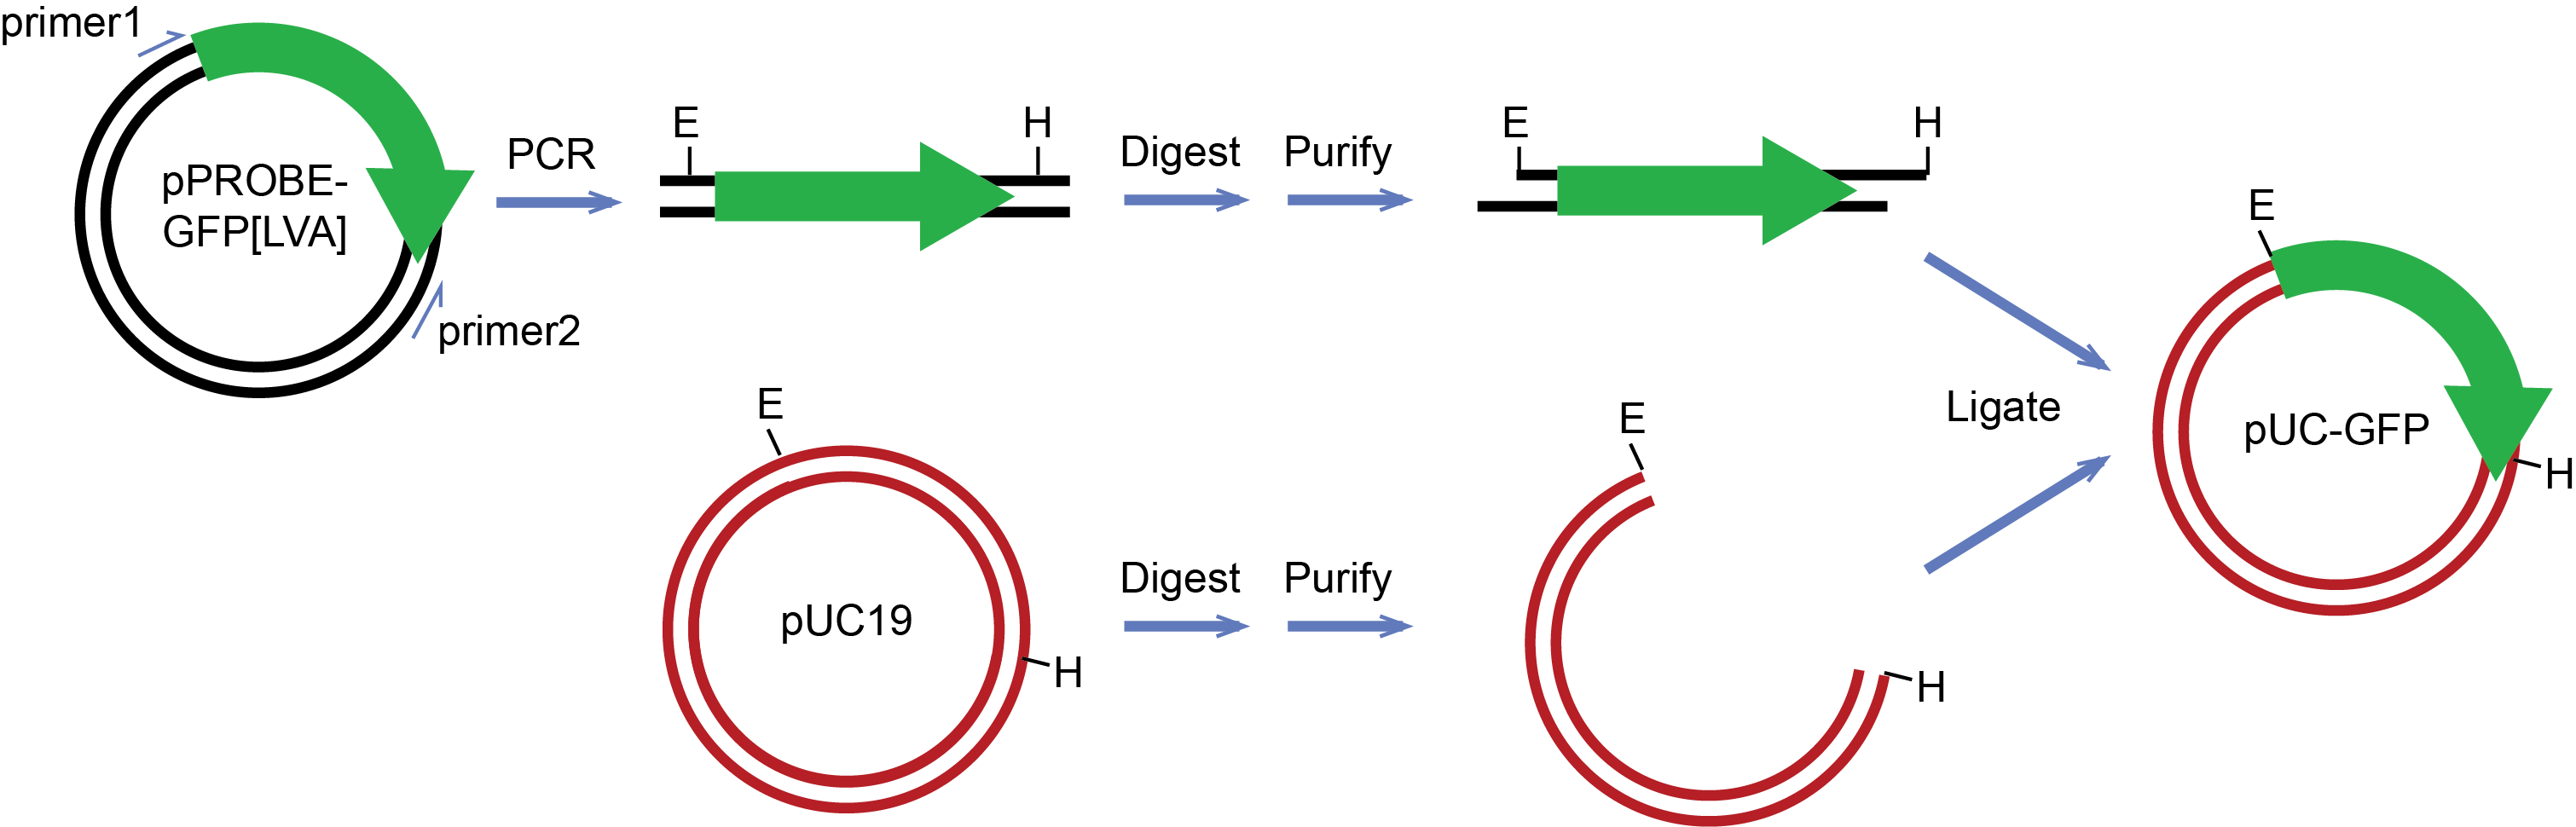 primer1
pPROBE-
GFP[LVA]
primer2
PCR
E
H
Digest
Purify
E
H
E
pUC19
H
Digest
Purify
E
H
Ligate
E
pUC-GFP
H